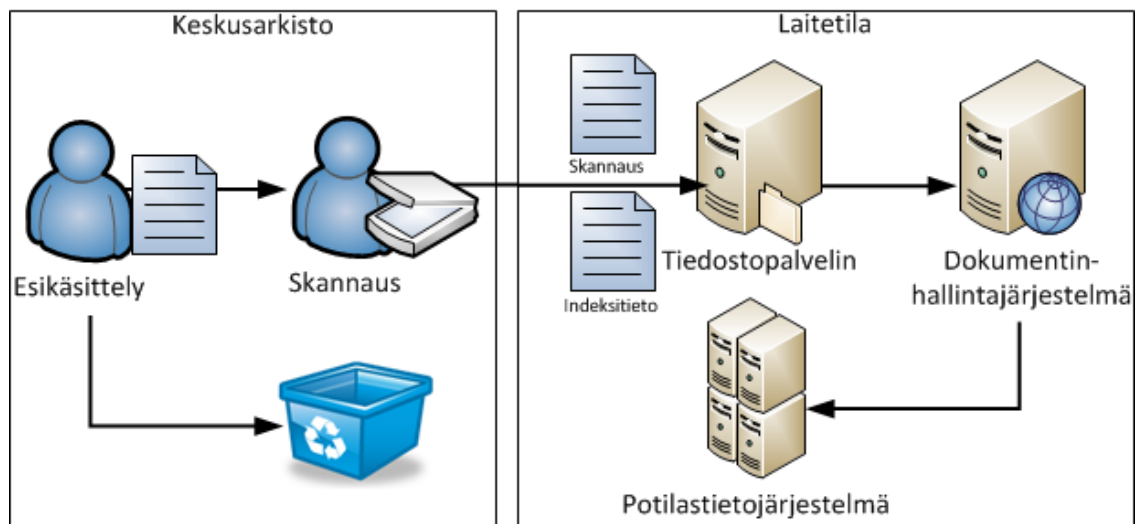 Keskusarkisto
Esikäsittely
Skannaus
Laitetila
Skannaus
Indeksitieto
Tiedostopalvelin
Dokumentin-
hallintajärjestelmä
Potilastietojärjestelmä